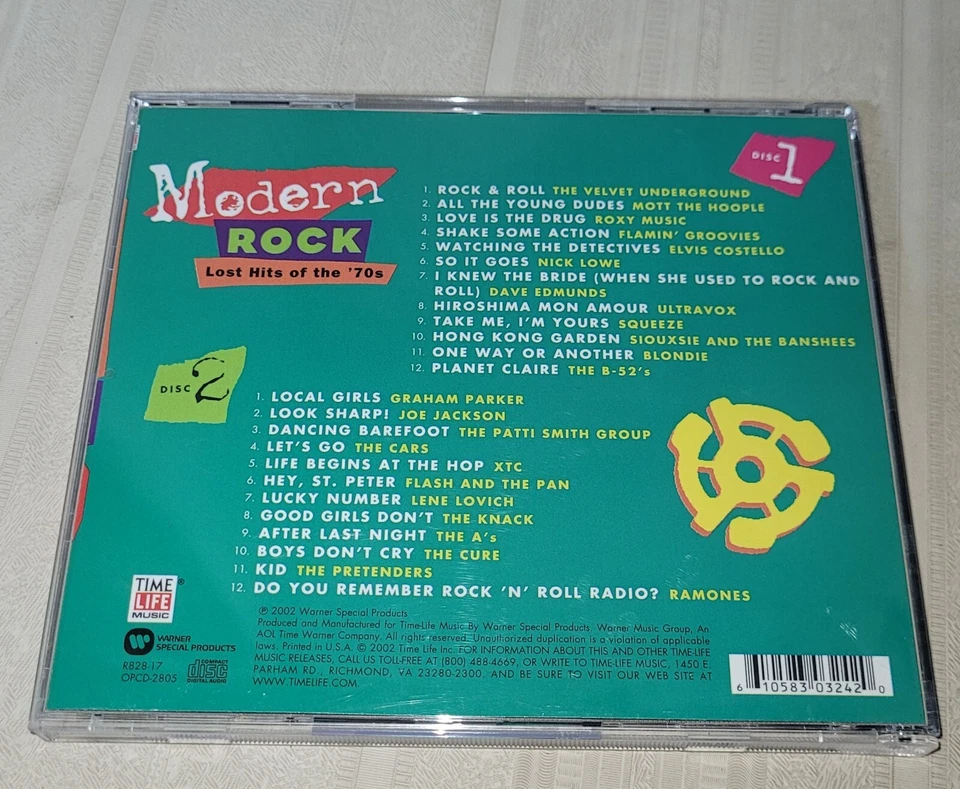 Modern
ROCK
Lost Hits of the '70s
DISC 1
1. ROCK & ROLL THE VELVET UNDERGROUND
2. ALL THE YOUNG DUDES MOTT THE HOOPLE
3. LOVE IS THE DRUG ROXY MUSIC
4. SHAKE SOME ACTION FLAMIN' GROOVIES
5. WATCHING THE DETECTIVES ELVIS COSTELLO
6. SO IT GOES NICK LOWE
7. I KNEW THE BRIDE (WHEN SHE USED TO ROCK AND
ROLL) DAVE EDMUNDS
8. HIROSHIMA MON AMOUR ULTRAVOX
9. TAKE ME, I'M YOURS SQUEEZE
10. HONG KONG GARDEN SIOUXSIE AND THE BANSHEES
11. ONE WAY OR ANOTHER BLONDIE
12. PLANET CLAIRE THE B-52's
DISC 2
1. LOCAL GIRLS GRAHAM PARKER
2. LOOK SHARP! JOE JACKSON
3. DANCING BAREFOOT THE PATTI SMITH GROUP
4. LET'S GO THE CARS
5. LIFE BEGINS AT THE HOP XTC
6. HEY, ST. PETER FLASH AND THE PAN
7. LUCKY NUMBER LENE LOVICH
8. GOOD GIRLS DON'T THE KNACK
9. AFTER LAST NIGHT THE A's
10. BOYS DON'T CRY THE CURE
11. KID THE PRETENDERS
12. DO YOU REMEMBER ROCK 'N' ROLL RADIO? RAMONES
TIME
LIFE
MUSIC
®
WARNER
SPECIAL PRODUCTS
R828-17
OPCD-2805
COMPACT
disc
DIGITAL AUDIO
℗ 2002 Warner Special Products
Produced and Manufactured for Time-Life Music By Warner Special Products, Warner Music Group, An
AOL Time Warner Company. All rights reserved. Unauthorized duplication is a violation of applicable
laws. Printed in U.S.A. © 2002 Time Life Inc. FOR INFORMATION ABOUT THIS AND OTHER TIME-LIFE
MUSIC RELEASES, CALL US TOLL-FREE AT (800) 488-4669, OR WRITE TO TIME-LIFE MUSIC, 1450 E.
PARHAM RD., RICHMOND, VA 23280-2300, AND BE SURE TO VISIT OUR WEB SITE AT
WWW.TIMELIFE.COM.
6 10583 03242 0